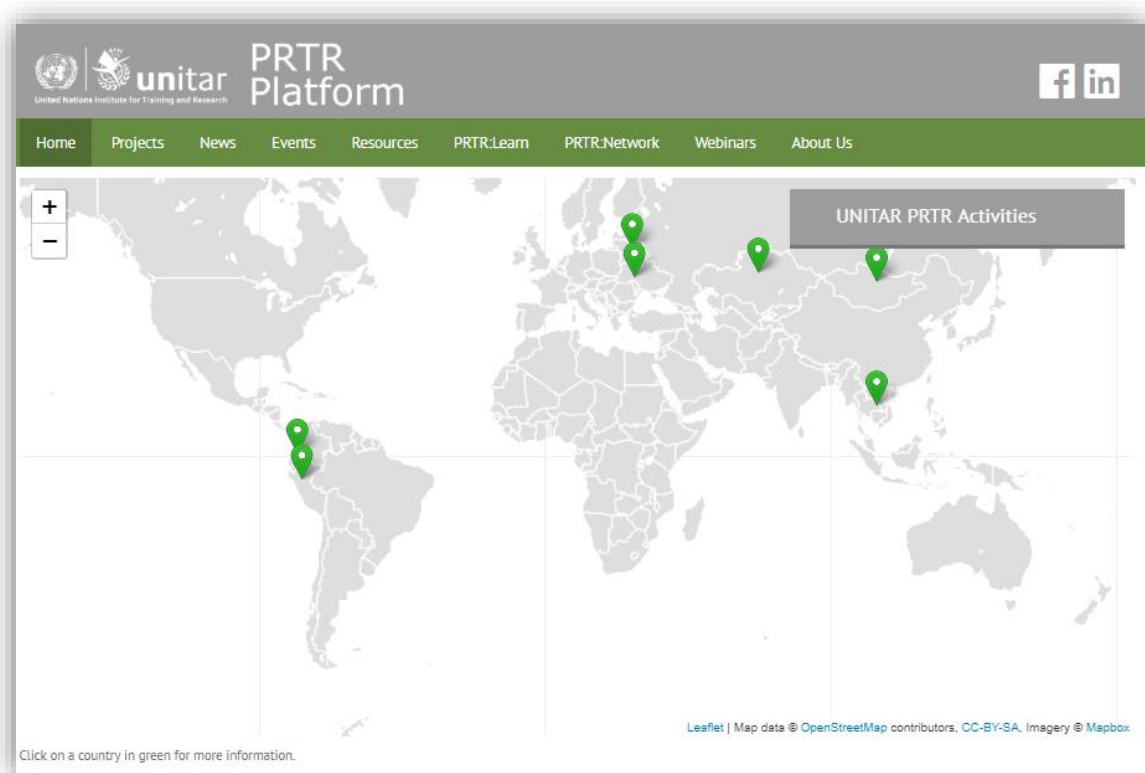 unitar
United Nations Institute for Training and Research
PRTR
Platform
f in
Home Projects News Events Resources PRTR:Learn PRTR:Network Webinars About Us
+
−
UNITAR PRTR Activities
Leaflet | Map data © OpenStreetMap contributors, CC-BY-SA, Imagery © Mapbox
Click on a country in green for more information.